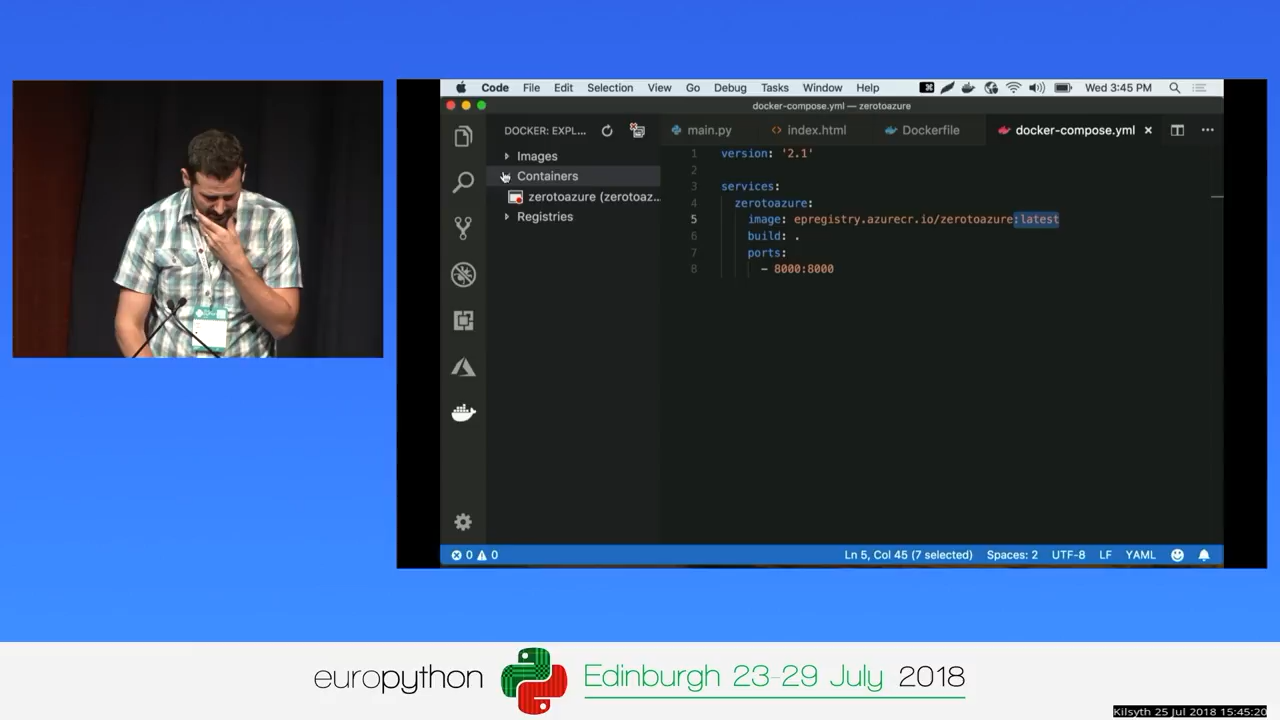 Code File Edit Selection View Go Debug Tasks Window Help Wed 3:45 PM
docker-compose.yml — zerotoazure
DOCKER: EXPL... main.py index.html Dockerfile docker-compose.yml
Images
Containers
zerotoazure (zerotoaz...
Registries
1 version: '2.1'
2
3 services:
4 zerotoazure:
5 image: epregistry.azurecr.io/zerotoazure:latest
6 build: .
7 ports:
8 - 8000:8000
0 0 Ln 5, Col 45 (7 selected) Spaces: 2 UTF-8 LF YAML
europython Edinburgh 23-29 July 2018
Kilsyth 25 Jul 2018 15:45:20